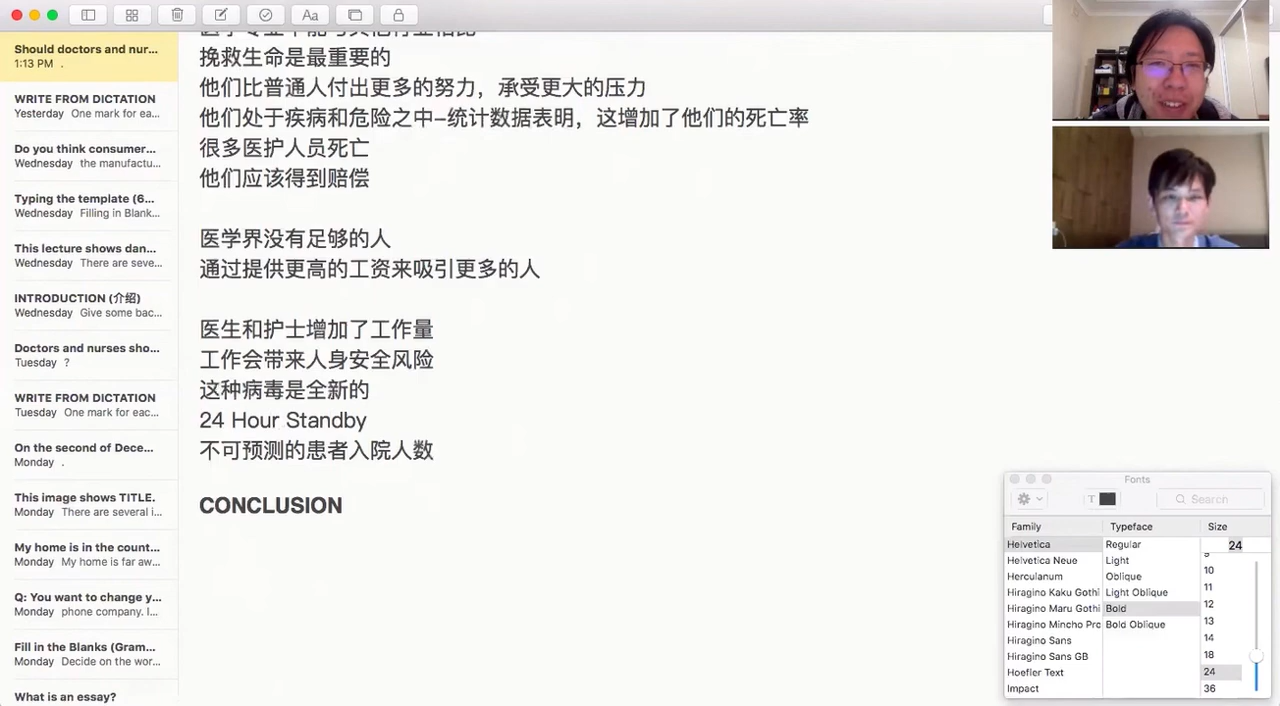 Aa
Should doctors and nur...
1:13 PM .
WRITE FROM DICTATION
Yesterday One mark for ea...
Do you think consumer...
Wednesday the manufactu...
Typing the template (6...
Wednesday Filling in Blank...
This lecture shows dan...
Wednesday There are seve...
INTRODUCTION (介绍)
Wednesday Give some bac...
Doctors and nurses sho...
Tuesday ?
WRITE FROM DICTATION
Tuesday One mark for each...
On the second of Dece...
Monday .
This image shows TITLE.
Monday There are several i...
My home is in the count...
Monday My home is far aw...
Q: You want to change y...
Monday phone company. I...
Fill in the Blanks (Gram...
Monday Decide on the wor...
What is an essay?
挽救生命是最重要的
他们比普通人付出更多的努力，承受更大的压力
他们处于疾病和危险之中-统计数据表明，这增加了他们的死亡率
很多医护人员死亡
他们应该得到赔偿
医学界没有足够的人
通过提供更高的工资来吸引更多的人
医生和护士增加了工作量
工作会带来人身安全风险
这种病毒是全新的
24 Hour Standby
不可预测的患者入院人数
CONCLUSION
Fonts
T Search
Family Typeface Size
Helvetica Regular 24
Helvetica Neue Light 9
Herculanum Oblique 10
Hiragino Kaku Gothi Light Oblique 11
Hiragino Maru Gothi Bold 12
Hiragino Mincho Pro Bold Oblique 13
Hiragino Sans 14
Hiragino Sans GB 18
Hoefler Text 24
Impact 36